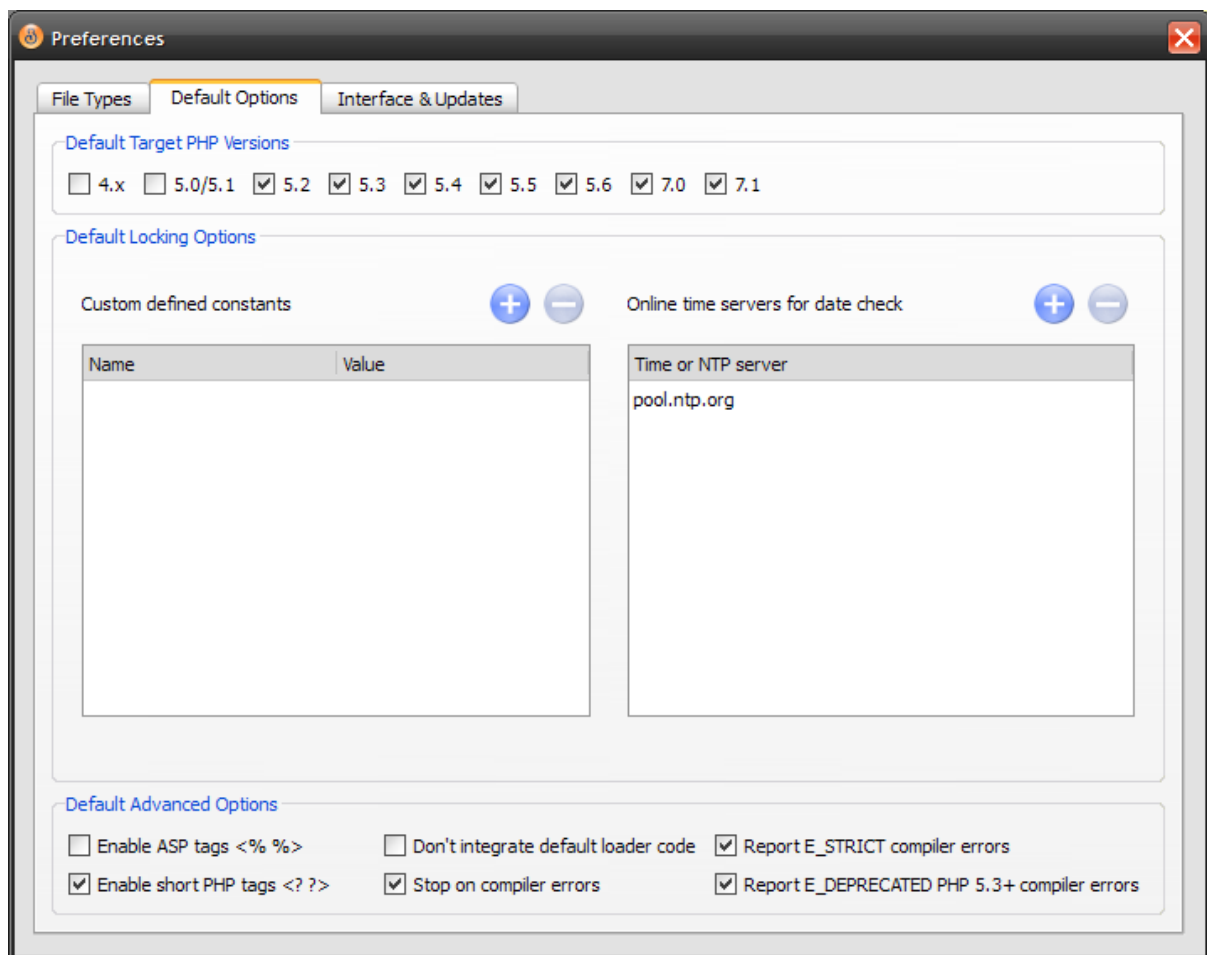 Preferences
File Types Default Options Interface & Updates
Default Target PHP Versions
4.x 5.0/5.1 5.2 5.3 5.4 5.5 5.6 7.0 7.1
Default Locking Options
Custom defined constants
Online time servers for date check
Name Value
Time or NTP server
pool.ntp.org
Default Advanced Options
Enable ASP tags <% %> Don't integrate default loader code Report E_STRICT compiler errors
Enable short PHP tags <? ?> Stop on compiler errors Report E_DEPRECATED PHP 5.3+ compiler errors